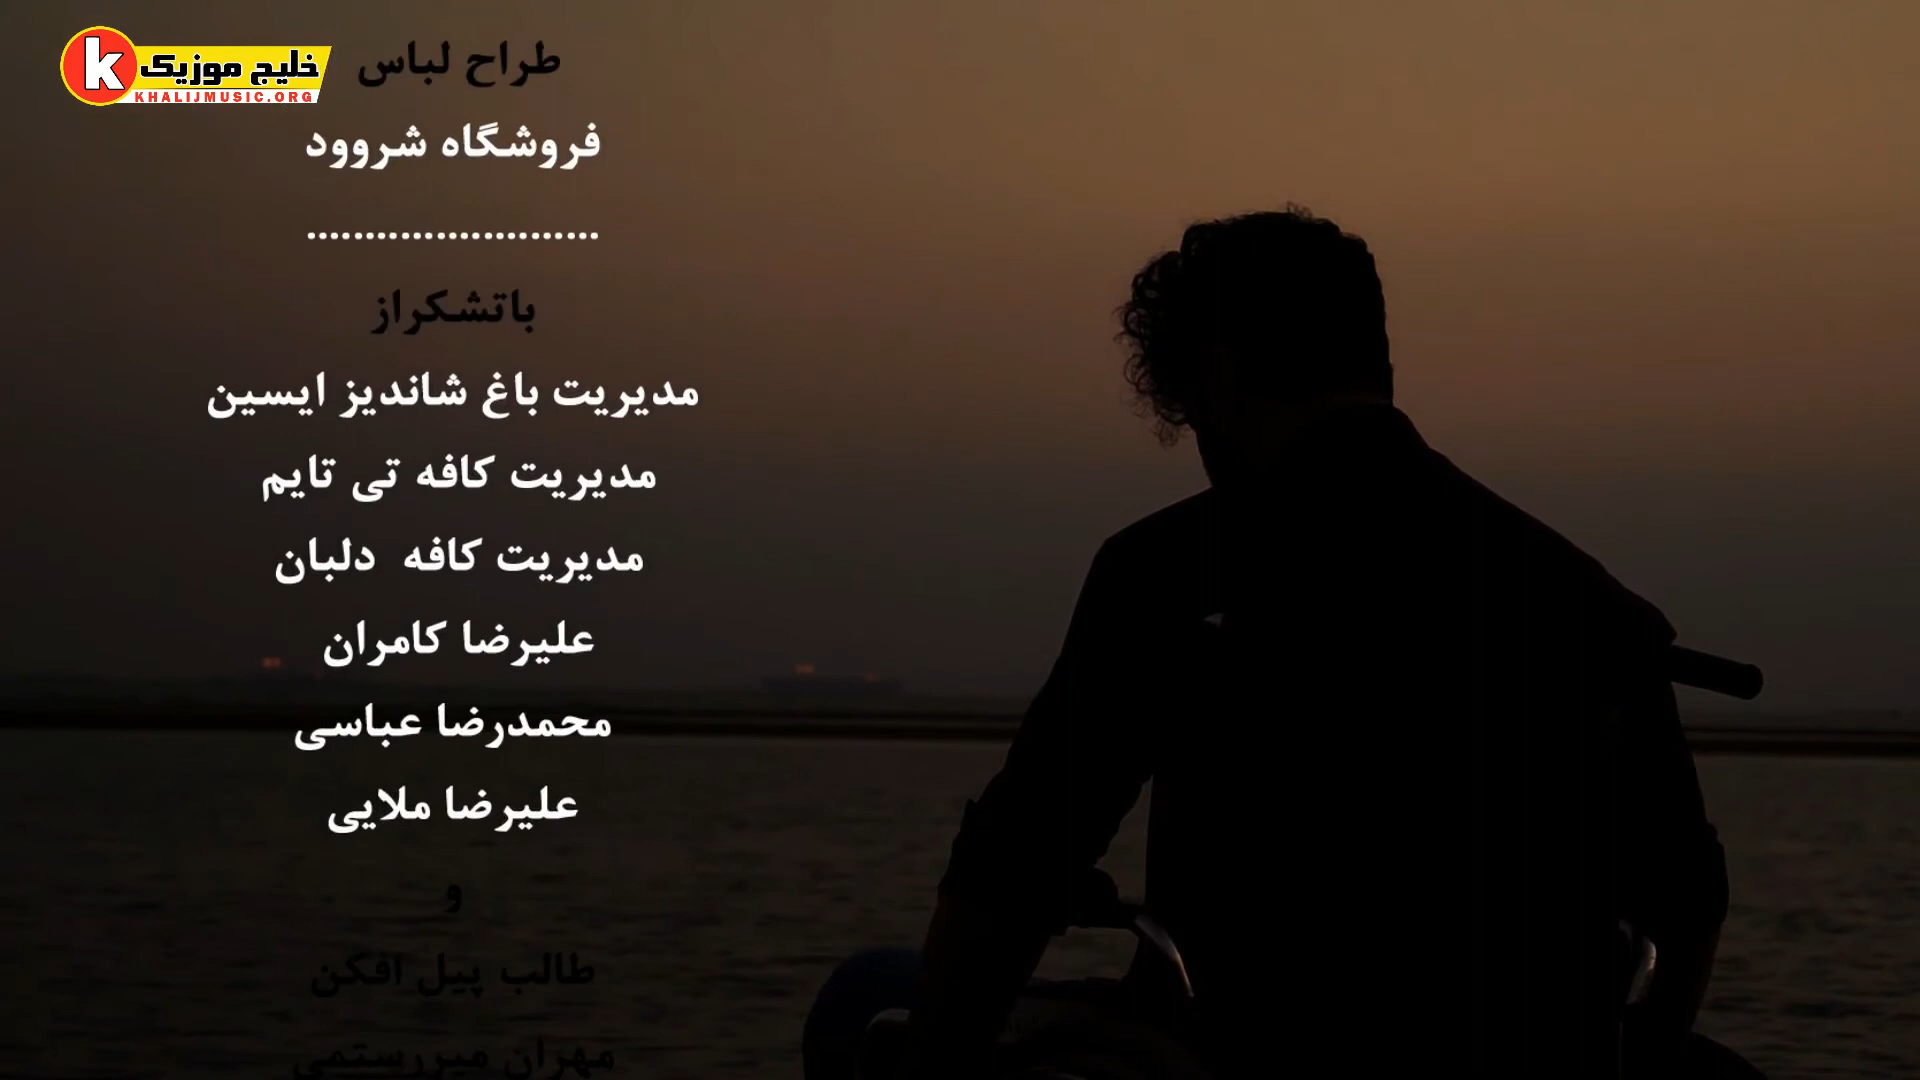 خلیج موزیک
KHALIJMUSIC.ORG
طراح لباس
فروشگاه شروود
.........................
باتشکراز
مدیریت باغ شاندیز ایسین
مدیریت کافه تی تایم
مدیریت کافه دلبان
علیرضا کامران
محمدرضا عباسی
علیرضا ملایی
و
طالب پیل افکن
مهران میررستمی